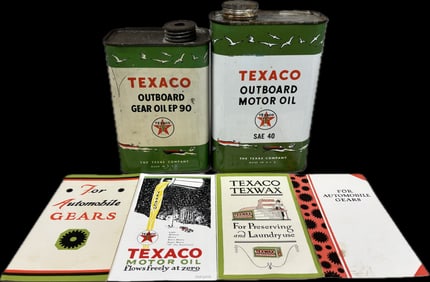 TEXACO
OUTBOARD
GEAR OIL EP 90
TEXACO
THE TEXAS COMPANY
TEXACO
OUTBOARD
MOTOR OIL
TEXACO
SAE 40
THE TEXAS COMPANY
For
Automobile
GEARS
TEXACO
MOTOR OIL
Flows Freely at zero
TEXACO
TEXWAX
For Preserving
and Laundry use
FOR
AUTOMOBILE
GEARS